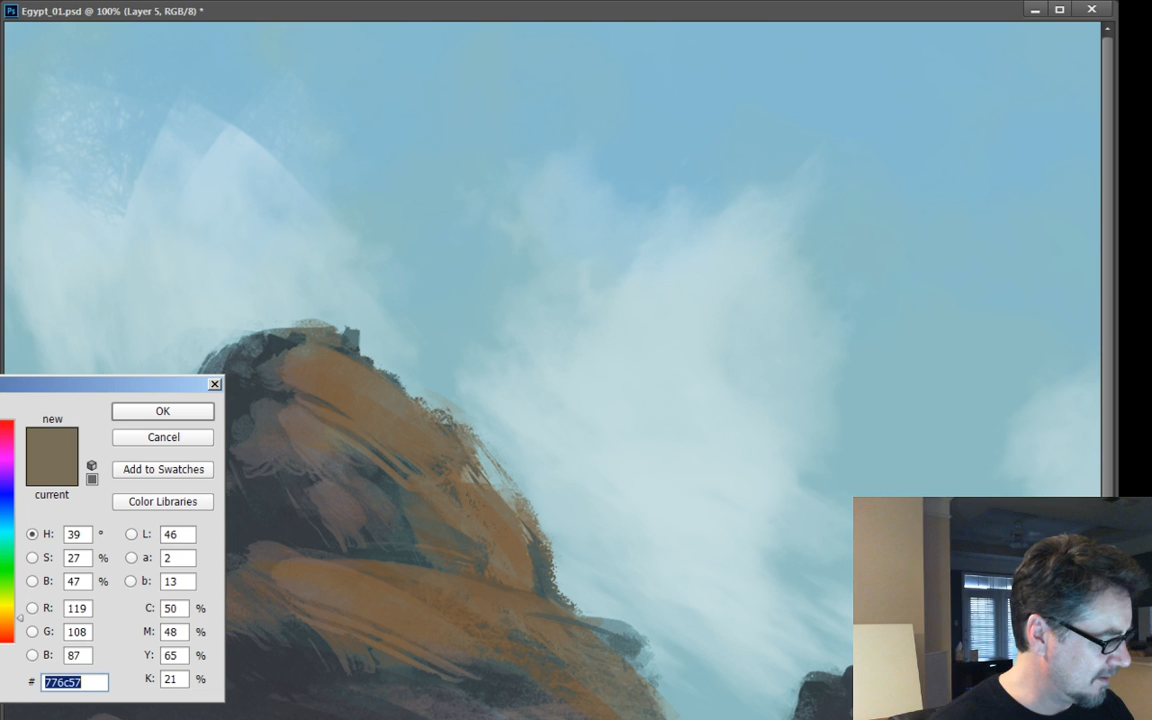 Ps Egypt_01.psd @ 100% (Layer 5, RGB/8) *
new
current
OK
Cancel
Add to Swatches
Color Libraries
H: 39 ° L: 46
S: 27 % a: 2
B: 47 % b: 13
R: 119 C: 50 %
G: 108 M: 48 %
B: 87 Y: 65 %
# 776c57 K: 21 %